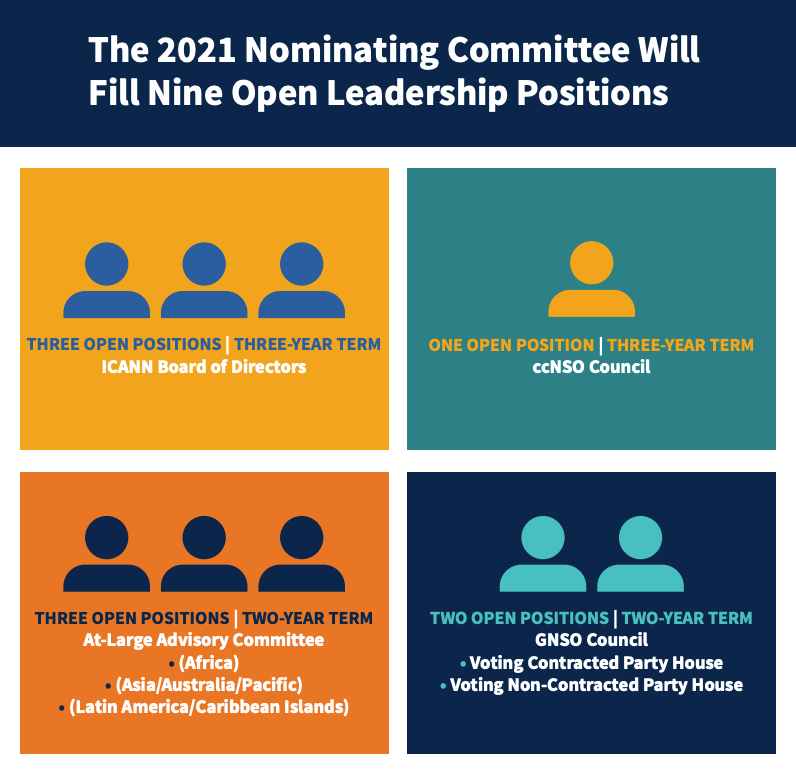 The 2021 Nominating Committee Will
Fill Nine Open Leadership Positions
THREE OPEN POSITIONS | THREE-YEAR TERM
ICANN Board of Directors
ONE OPEN POSITION | THREE-YEAR TERM
ccNSO Council
THREE OPEN POSITIONS | TWO-YEAR TERM
At-Large Advisory Committee
• (Africa)
• (Asia/Australia/Pacific)
• (Latin America/Caribbean Islands)
TWO OPEN POSITIONS | TWO-YEAR TERM
GNSO Council
• Voting Contracted Party House
• Voting Non-Contracted Party House